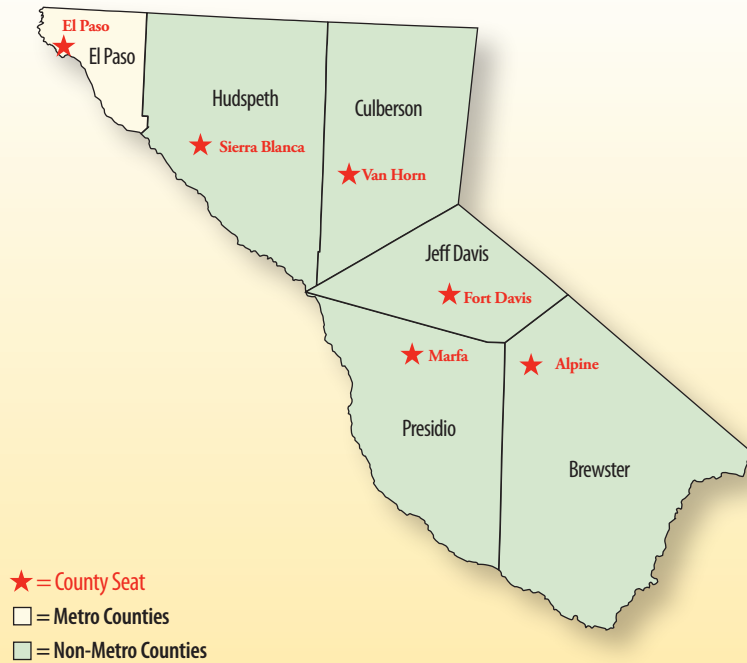 El Paso
El Paso
Hudspeth
Culberson
Sierra Blanca
Van Horn
Jeff Davis
Fort Davis
Marfa
Alpine
Presidio
Brewster
= County Seat
= Metro Counties
= Non-Metro Counties